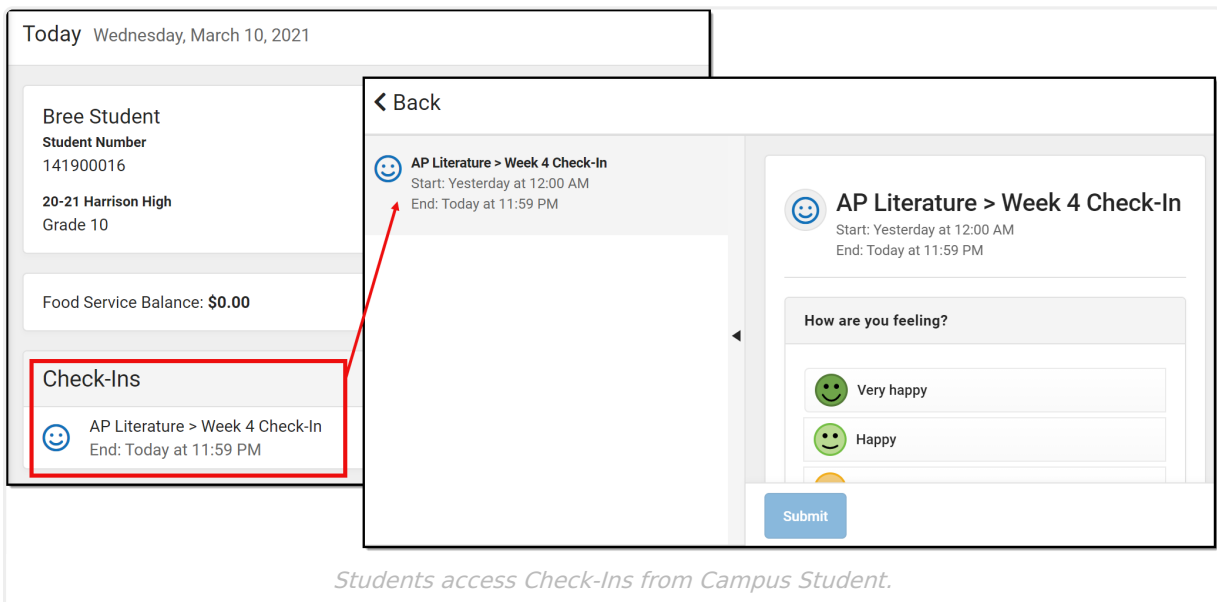 Today Wednesday, March 10, 2021
Bree Student
Student Number
141900016
20-21 Harrison High
Grade 10
Food Service Balance: $0.00
Check-Ins
AP Literature > Week 4 Check-In
End: Today at 11:59 PM
Back
AP Literature > Week 4 Check-In
Start: Yesterday at 12:00 AM
End: Today at 11:59 PM
AP Literature > Week 4 Check-In
Start: Yesterday at 12:00 AM
End: Today at 11:59 PM
How are you feeling?
Very happy
Happy
Submit
Students access Check-Ins from Campus Student.